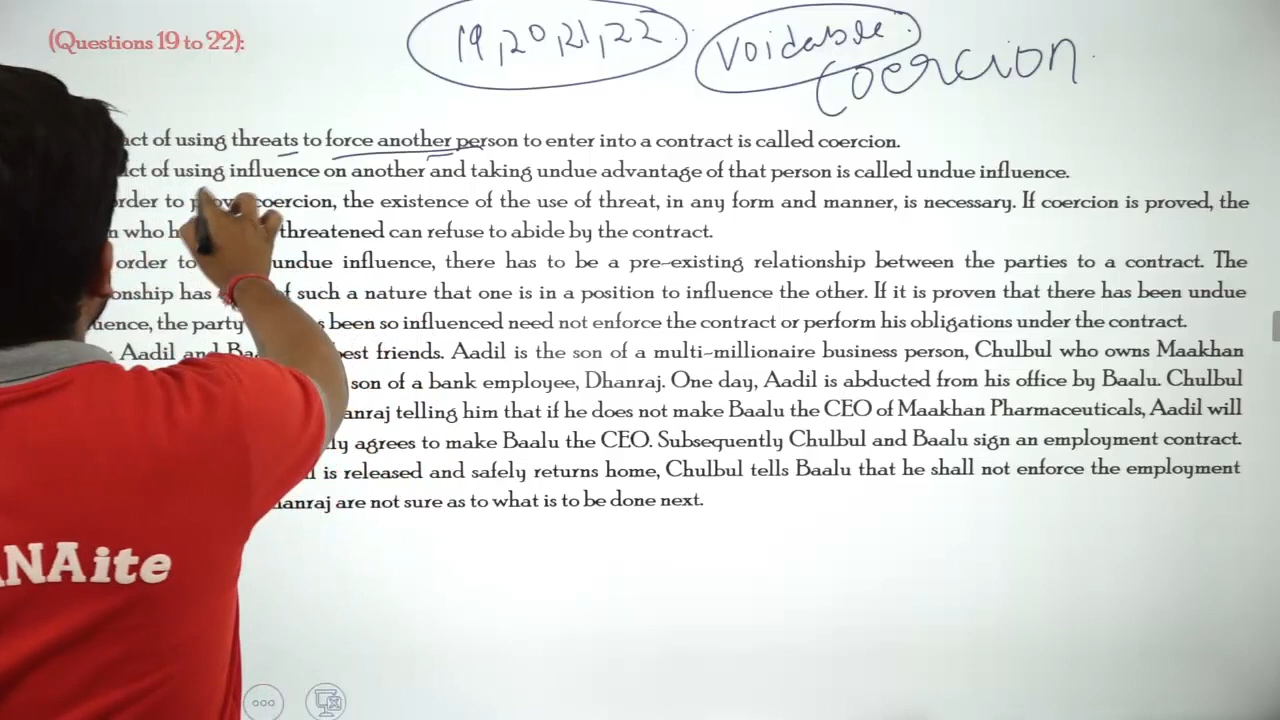 (Questions 19 to 22):
19, 20, 21, 22
Voidable
Coercion
act of using threats to force another person to enter into a contract is called coercion.
act of using influence on another and taking undue advantage of that person is called undue influence.
order to prove coercion, the existence of the use of threat, in any form and manner, is necessary. If coercion is proved, the
who threatened can refuse to abide by the contract.
order to undue influence, there has to be a pre-existing relationship between the parties to a contract. The
has of such a nature that one is in a position to influence the other. If it is proven that there has been undue
the party been so influenced need not enforce the contract or perform his obligations under the contract.
Aadil and best friends. Aadil is the son of a multi-millionaire business person, Chulbul who owns Maakhan
son of a bank employee, Dhanraj. One day, Aadil is abducted from his office by Baalu. Chulbul
telling him that if he does not make Baalu the CEO of Maakhan Pharmaceuticals, Aadil will
agrees to make Baalu the CEO. Subsequently Chulbul and Baalu sign an employment contract.
is released and safely returns home, Chulbul tells Baalu that he shall not enforce the employment
are not sure as to what is to be done next.
NAite